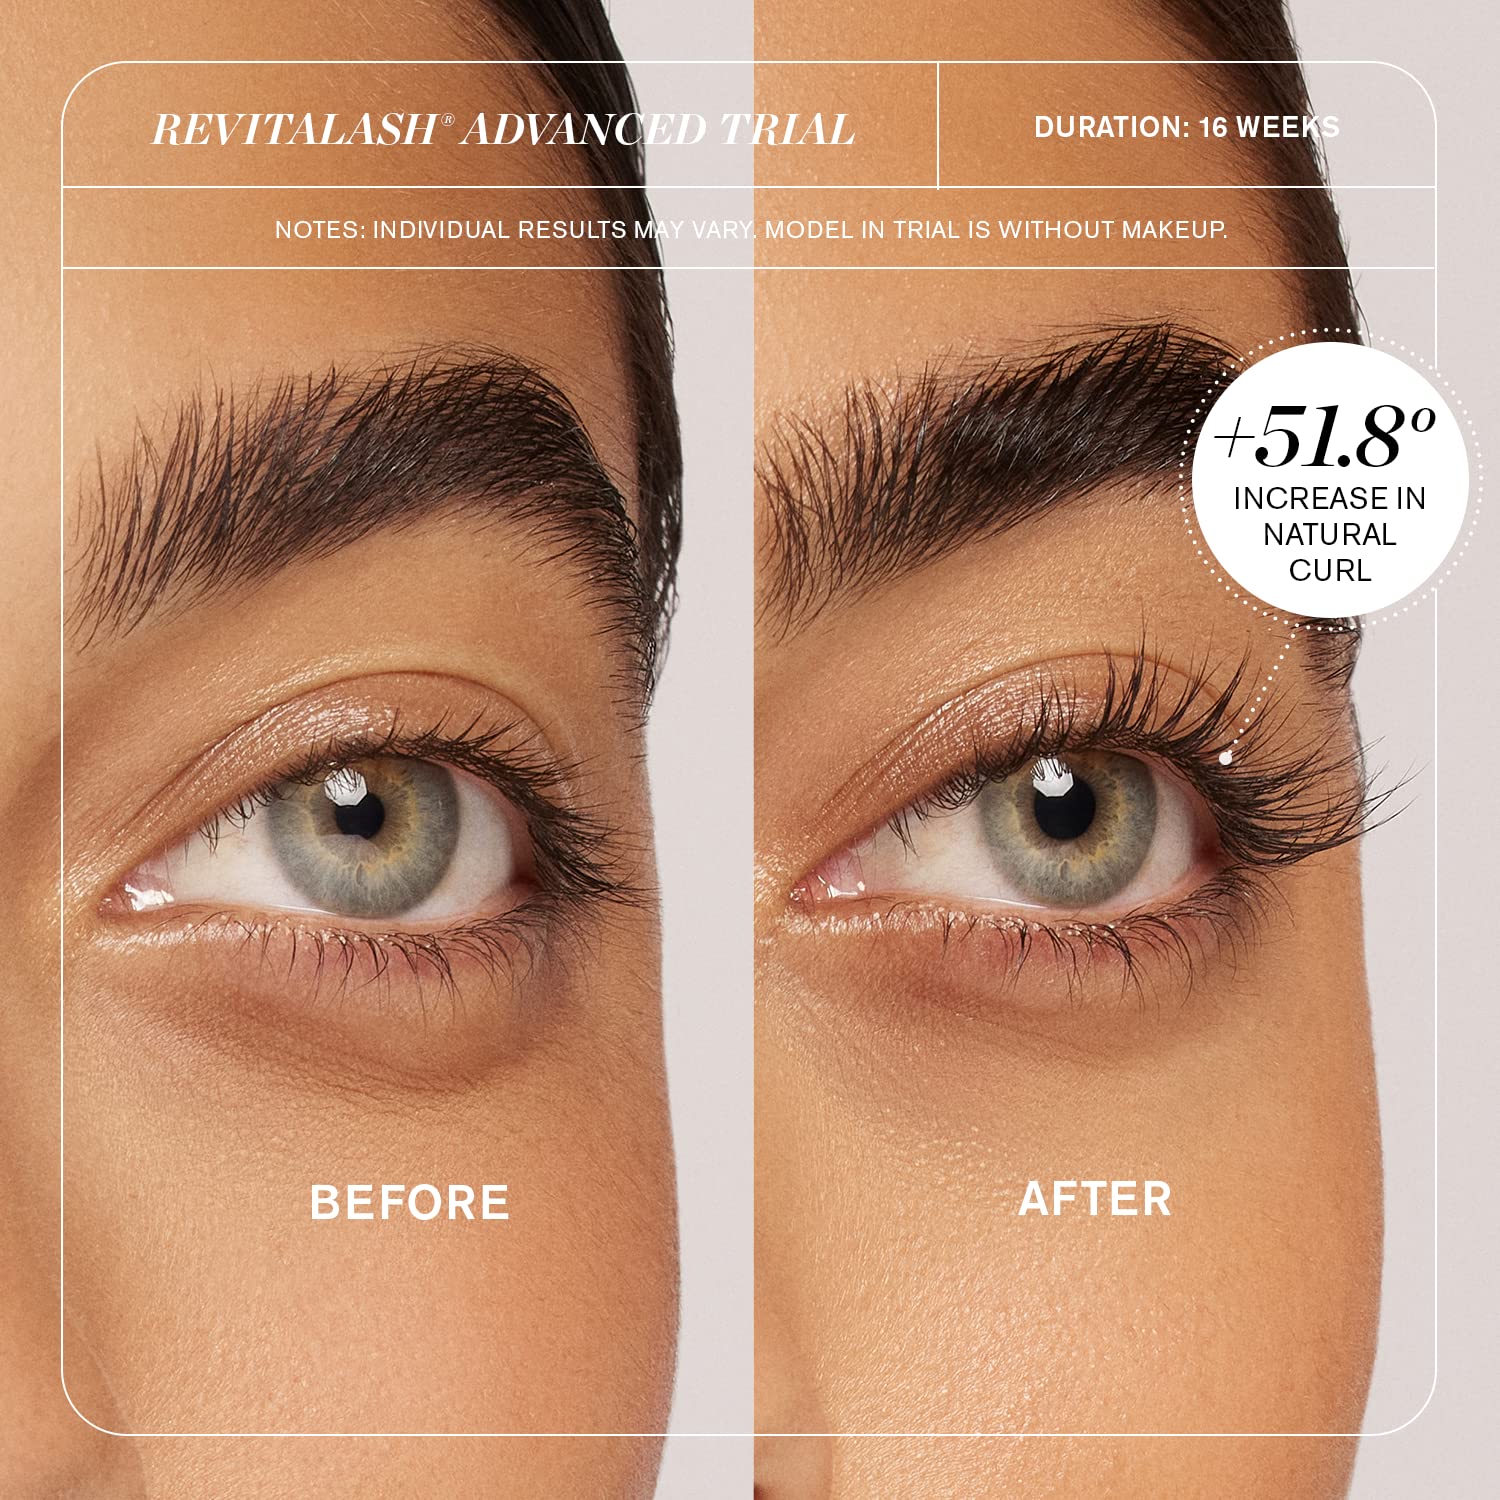 REVITALASH® ADVANCED TRIAL
DURATION: 16 WEEKS
NOTES: INDIVIDUAL RESULTS MAY VARY. MODEL IN TRIAL IS WITHOUT MAKEUP.
+51.8º
INCREASE IN
NATURAL
CURL
BEFORE
AFTER